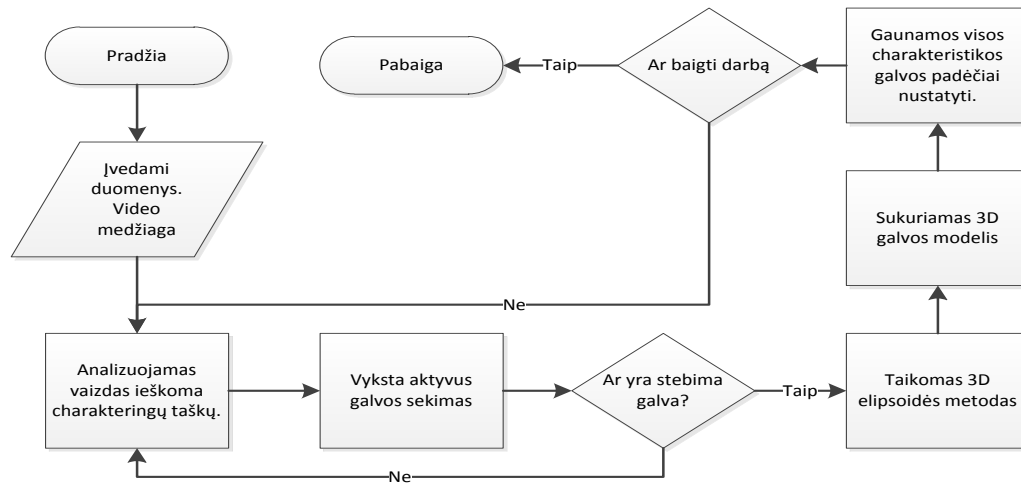 Pradžia
Įvedami
duomenys.
Video
medžiaga
Analizuojamas
vaizdas ieškoma
charakteringų taškų.
Vyksta aktyvus
galvos sekimas
Ar yra stebima
galva?
Ne
Taip
Taikomas 3D
elipsoidės metodas
Sukuriamas 3D
galvos modelis
Gaunamos visos
charakteristikos
galvos padėčiai
nustatyti.
Ar baigti darbą
Ne
Taip
Pabaiga